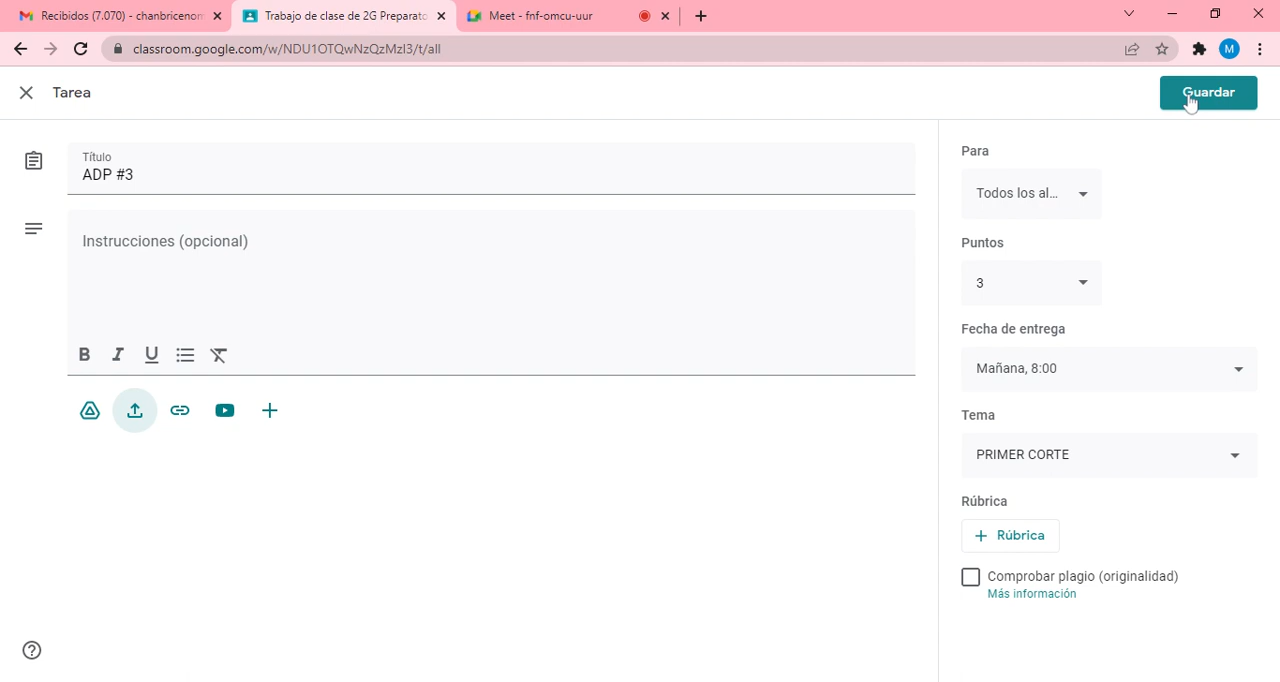 Recibidos (7.070) - chanbricenom
Trabajo de clase de 2G Preparato
Meet - fnf-omcu-uur
classroom.google.com/w/NDU1OTQwNzQzMzI3/t/all
M
Tarea
Guardar
Título
ADP #3
Instrucciones (opcional)
B I U
Para
Todos los al...
Puntos
3
Fecha de entrega
Mañana, 8:00
Tema
PRIMER CORTE
Rúbrica
+ Rúbrica
Comprobar plagio (originalidad)
Más información